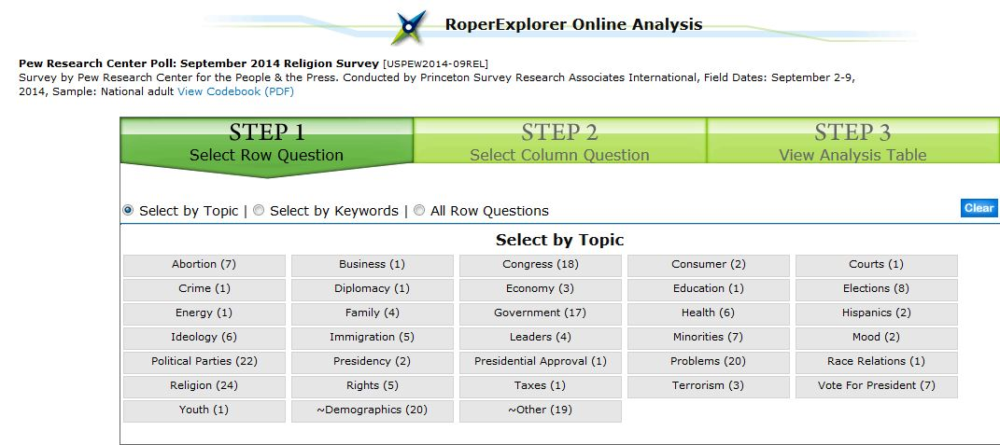 RoperExplorer Online Analysis
Pew Research Center Poll: September 2014 Religion Survey [USPEW2014-09REL]
Survey by Pew Research Center for the People & the Press. Conducted by Princeton Survey Research Associates International, Field Dates: September 2-9,
2014, Sample: National adult View Codebook (PDF)
STEP 1 STEP 2 STEP 3
Select Row Question Select Column Question View Analysis Table
Select by Topic | Select by Keywords | All Row Questions Clear
Select by Topic
Abortion (7) Business (1) Congress (18) Consumer (2) Courts (1)
Crime (1) Diplomacy (1) Economy (3) Education (1) Elections (8)
Energy (1) Family (4) Government (17) Health (6) Hispanics (2)
Ideology (6) Immigration (5) Leaders (4) Minorities (7) Mood (2)
Political Parties (22) Presidency (2) Presidential Approval (1) Problems (20) Race Relations (1)
Religion (24) Rights (5) Taxes (1) Terrorism (3) Vote For President (7)
Youth (1) ~Demographics (20) ~Other (19)